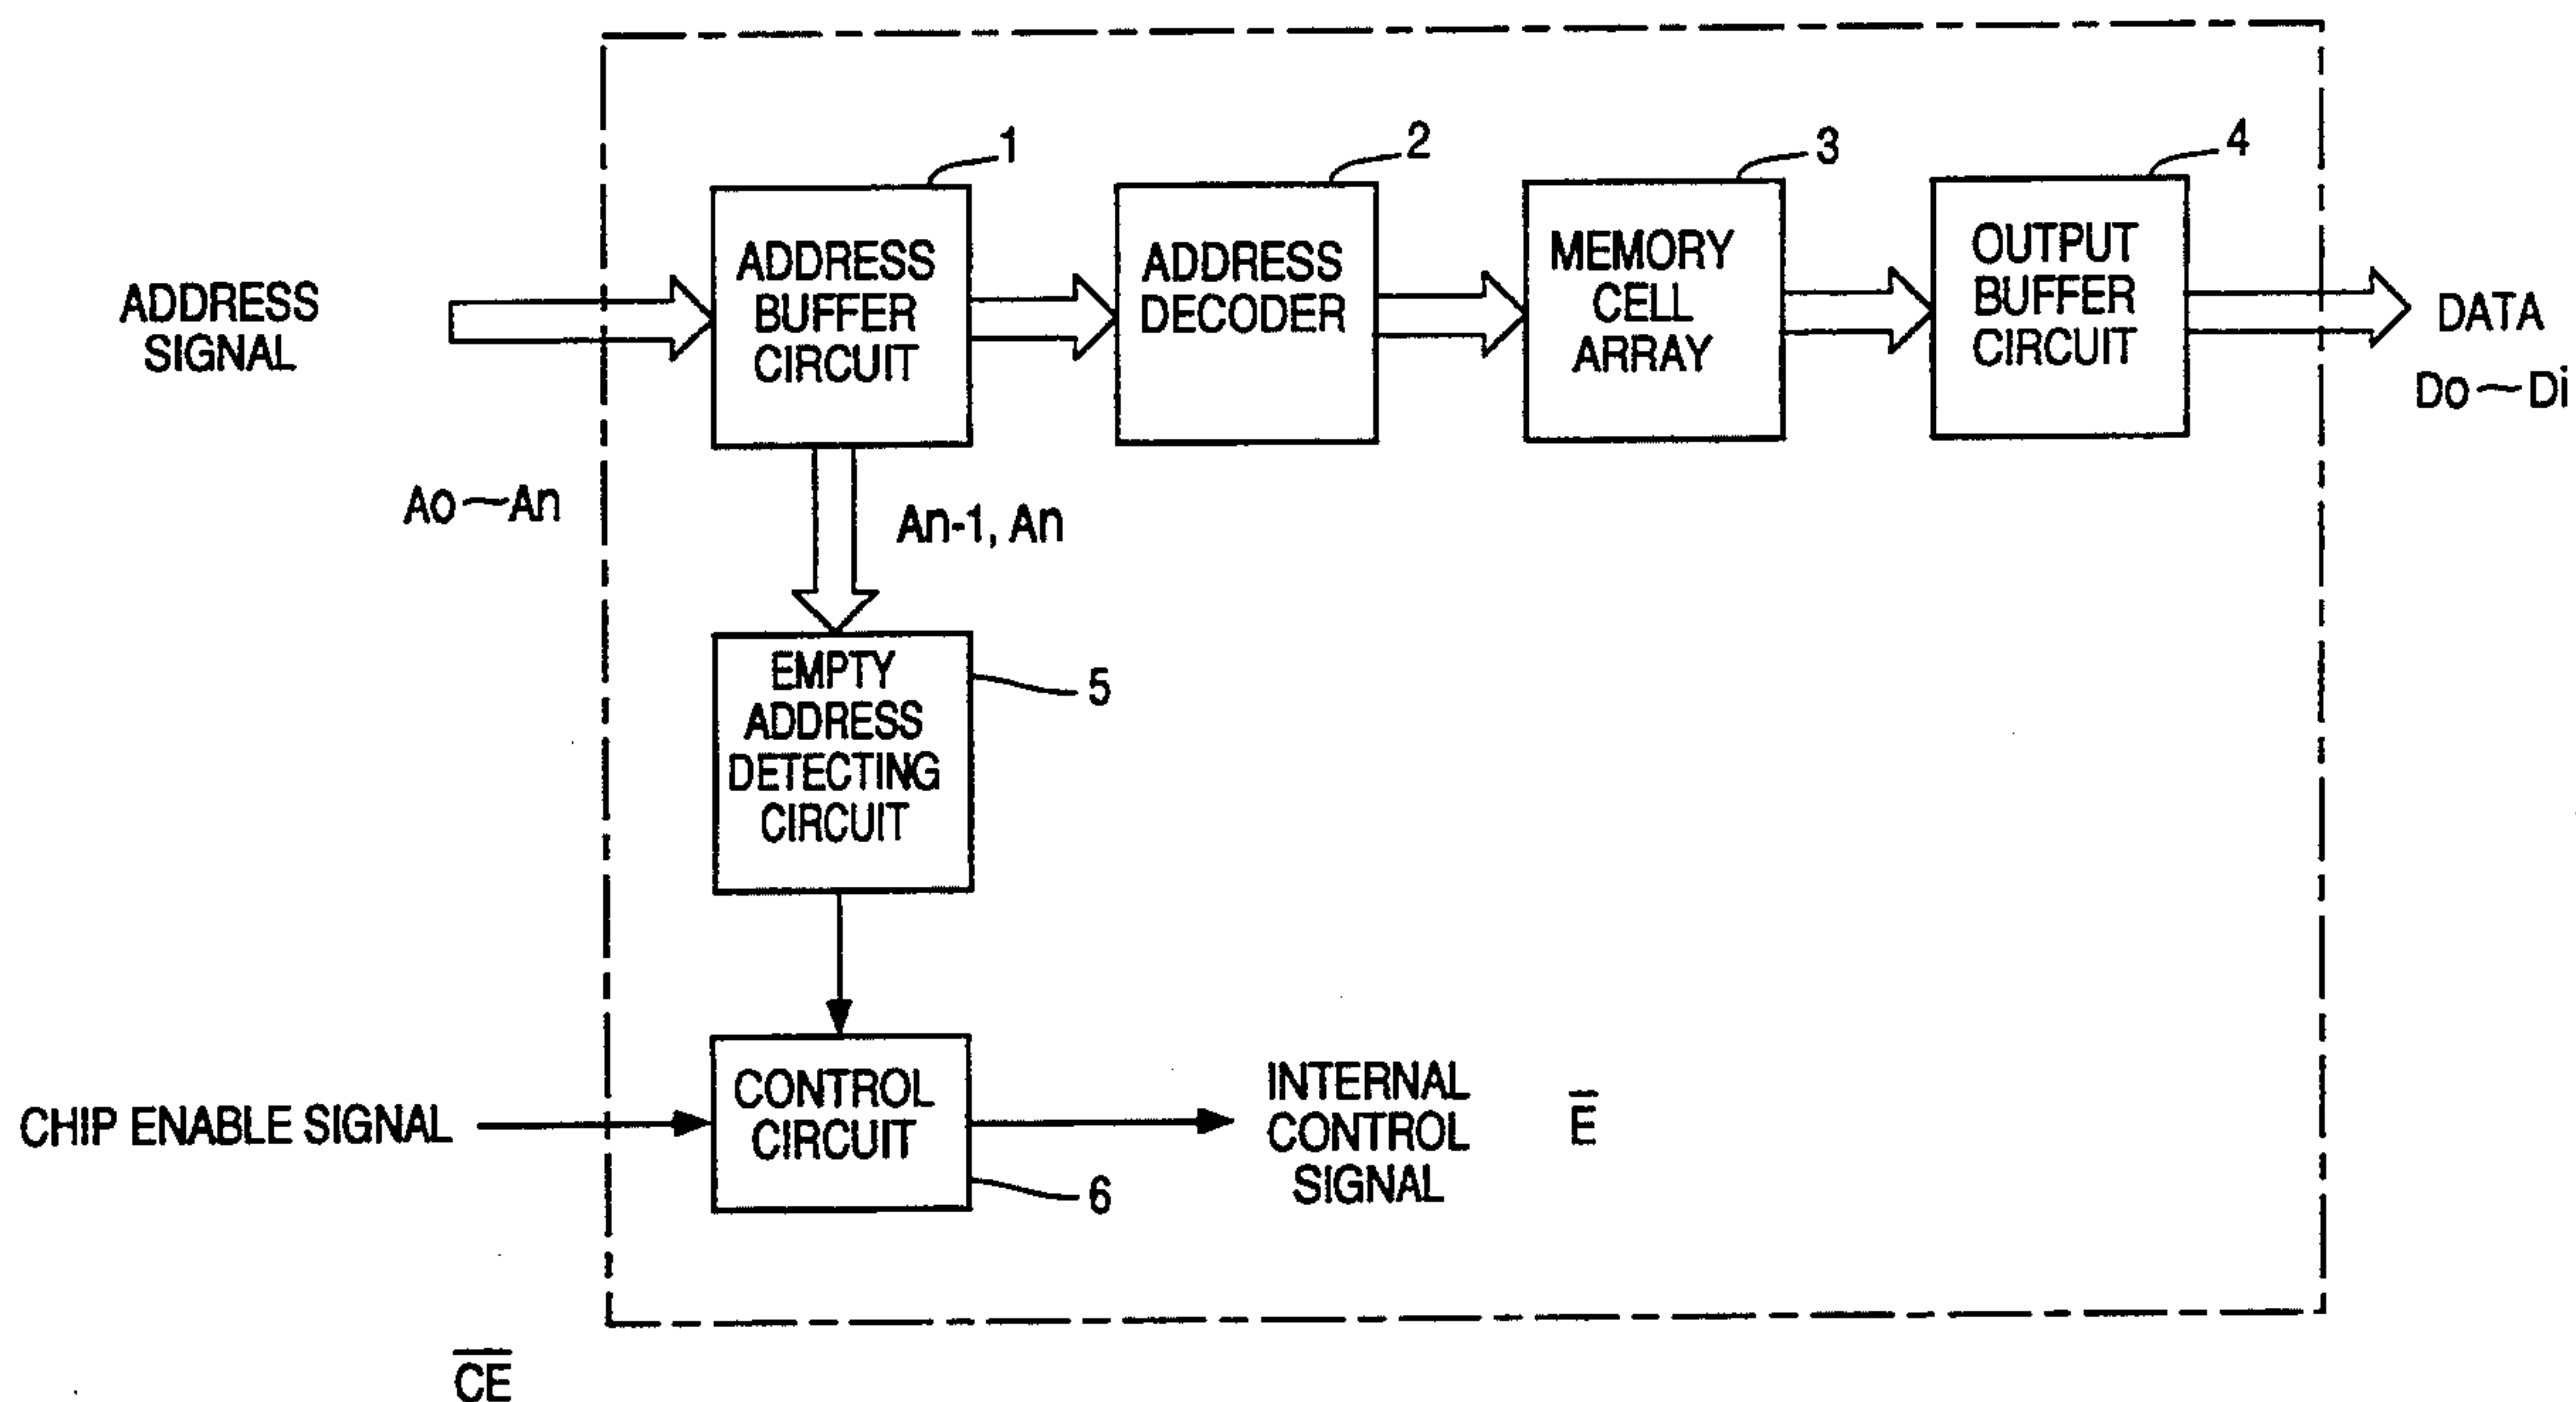 1
2
3
4
ADDRESS
SIGNAL
ADDRESS
BUFFER
CIRCUIT
ADDRESS
DECODER
MEMORY
CELL
ARRAY
OUTPUT
BUFFER
CIRCUIT
DATA
Do~Di
Ao~An
An-1, An
EMPTY
ADDRESS
DETECTING
CIRCUIT
5
CHIP ENABLE SIGNAL
CONTROL
CIRCUIT
6
INTERNAL
CONTROL
SIGNAL
E̅
C̅E̅